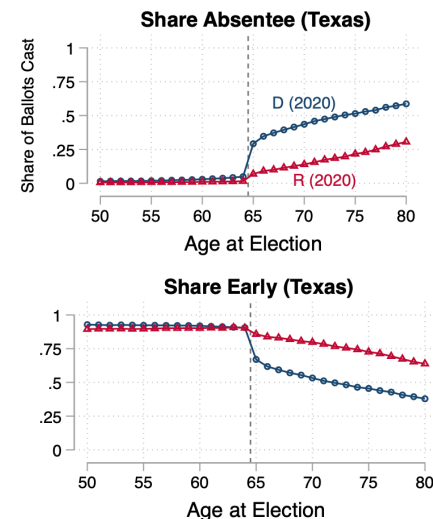 Share Absentee (Texas)
Share of Ballots Cast
1
.75
.5
.25
0
D (2020)
R (2020)
50 55 60 65 70 75 80
Age at Election
Share Early (Texas)
1
.75
.5
.25
0
50 55 60 65 70 75 80
Age at Election